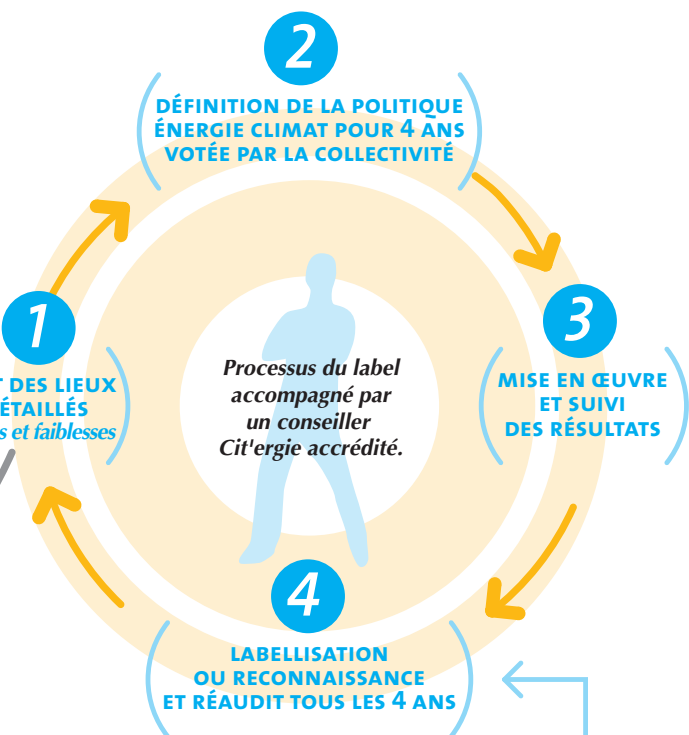 2
DÉFINITION DE LA POLITIQUE
ÉNERGIE CLIMAT POUR 4 ANS
VOTÉE PAR LA COLLECTIVITÉ
1
DES LIEUX
et faiblesses
Processus du label
accompagné par
un conseiller
Cit'ergie accrédité.
3
MISE EN ŒUVRE
ET SUIVI
DES RÉSULTATS
4
LABELLISATION
OU RECONNAISSANCE
ET RÉAUDIT TOUS LES 4 ANS